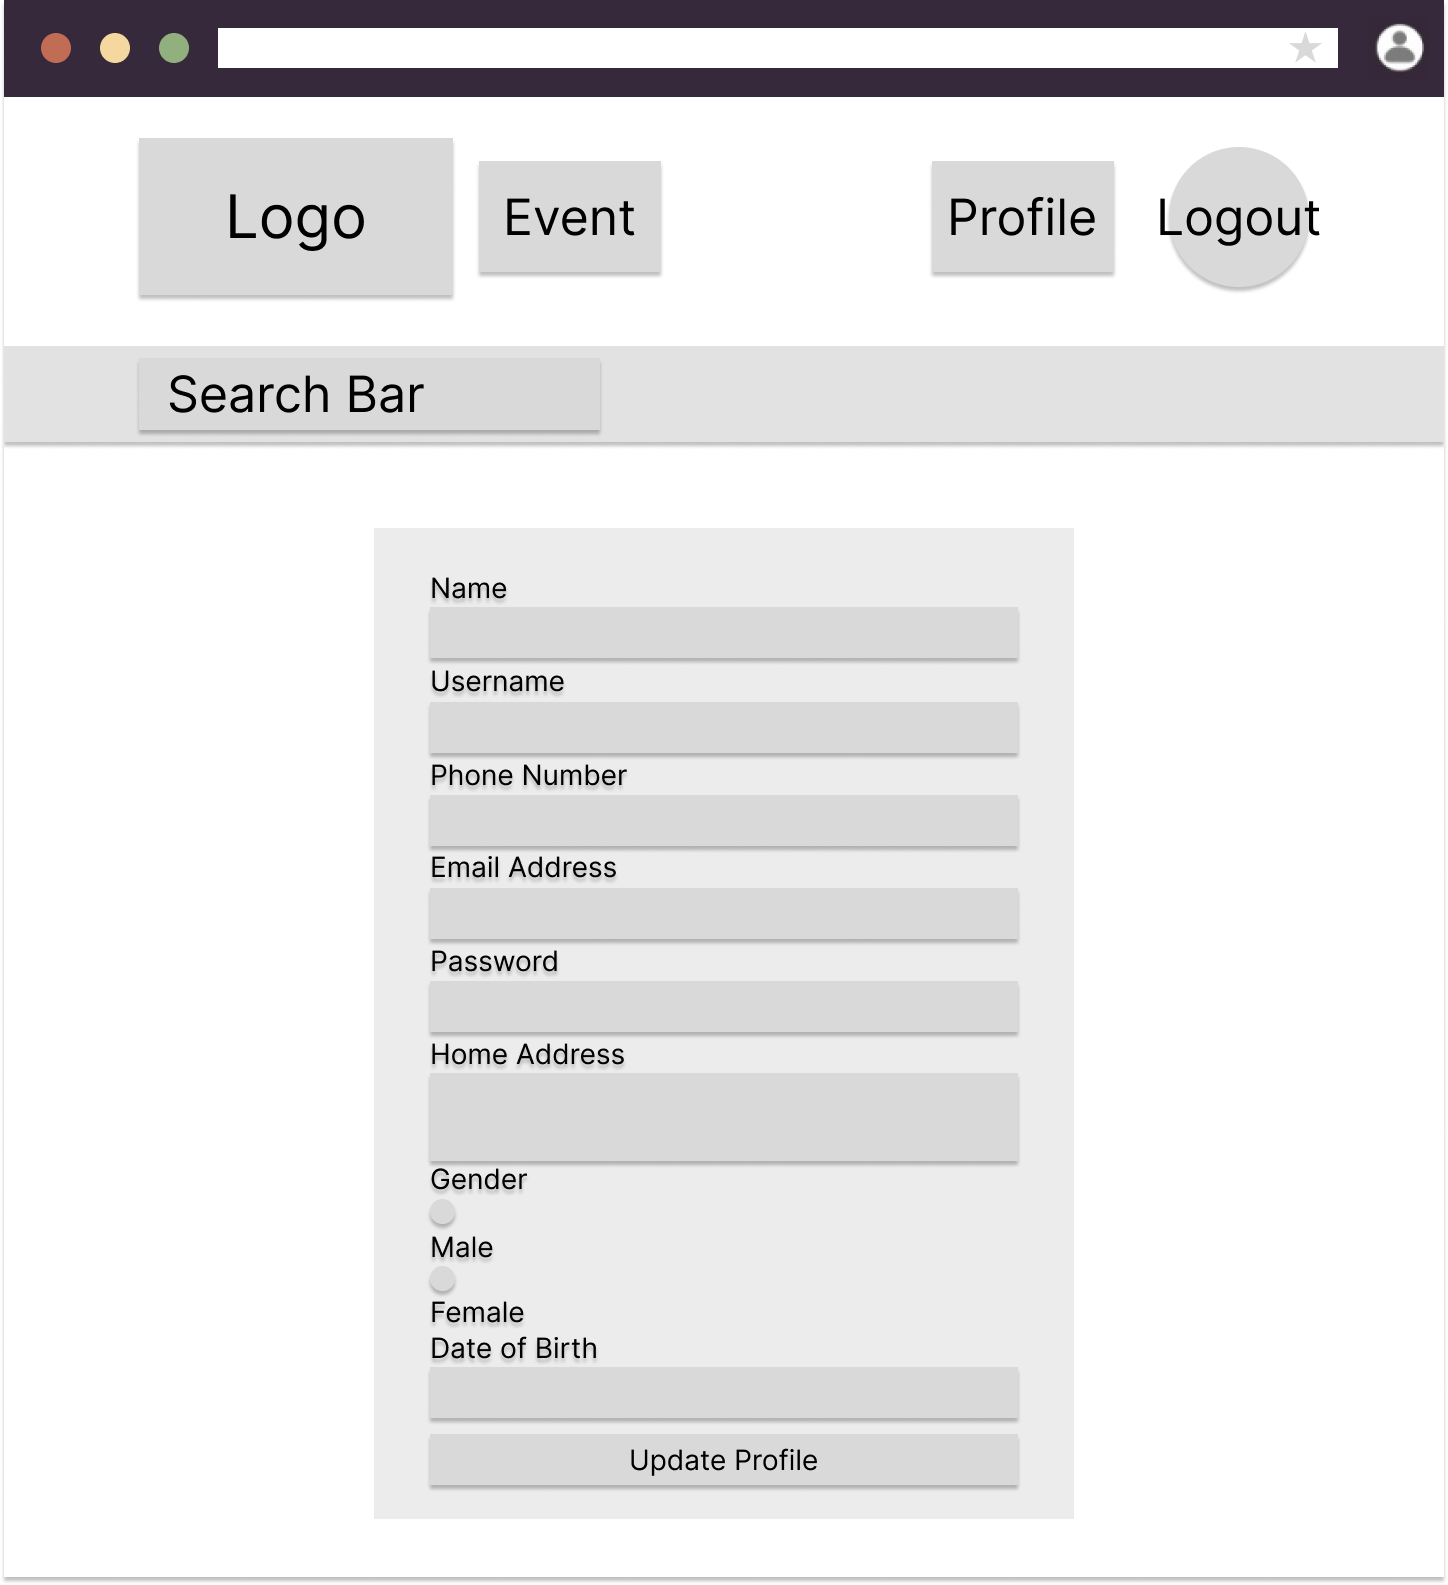 Logo
Event
Profile
Logout
Search Bar
Name
Username
Phone Number
Email Address
Password
Home Address
Gender
Male
Female
Date of Birth
Update Profile